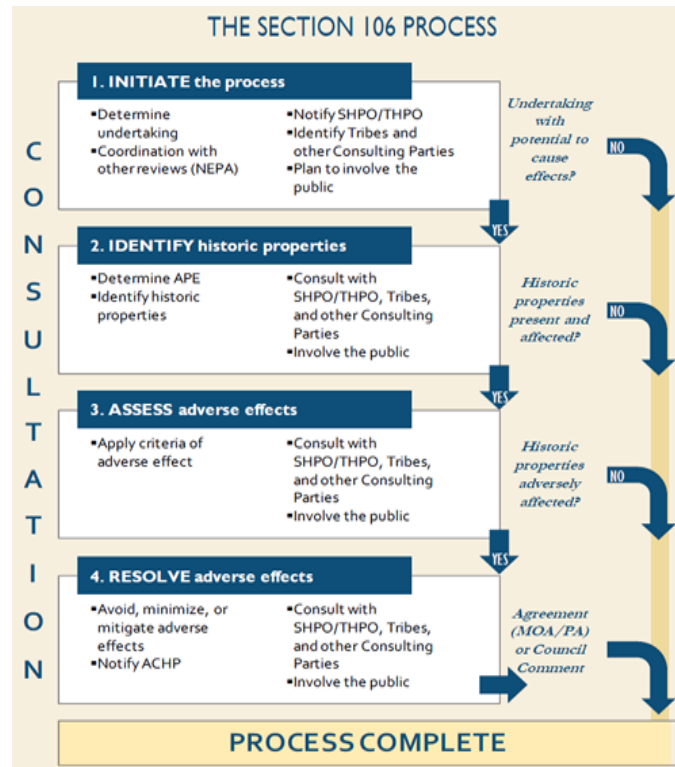 THE SECTION 106 PROCESS
CONSULTATION
1. INITIATE the process
▪Determine
undertaking
▪Coordination with
other reviews (NEPA)
▪Notify SHPO/THPO
▪Identify Tribes and
other Consulting Parties
▪Plan to involve the
public
Undertaking
with
potential to
cause
effects?
NO
YES
2. IDENTIFY historic properties
▪Determine APE
▪Identify historic
properties
▪Consult with
SHPO/THPO, Tribes,
and other Consulting
Parties
▪Involve the public
Historic
properties
present and
affected?
NO
YES
3. ASSESS adverse effects
▪Apply criteria of
adverse effect
▪Consult with
SHPO/THPO, Tribes,
and other Consulting
Parties
▪Involve the public
Historic
properties
adversely
affected?
NO
YES
4. RESOLVE adverse effects
▪Avoid, minimize, or
mitigate adverse
effects
▪Notify ACHP
▪Consult with
SHPO/THPO, Tribes,
and other Consulting
Parties
▪Involve the public
Agreement
(MOA/PA)
or Council
Comment
PROCESS COMPLETE